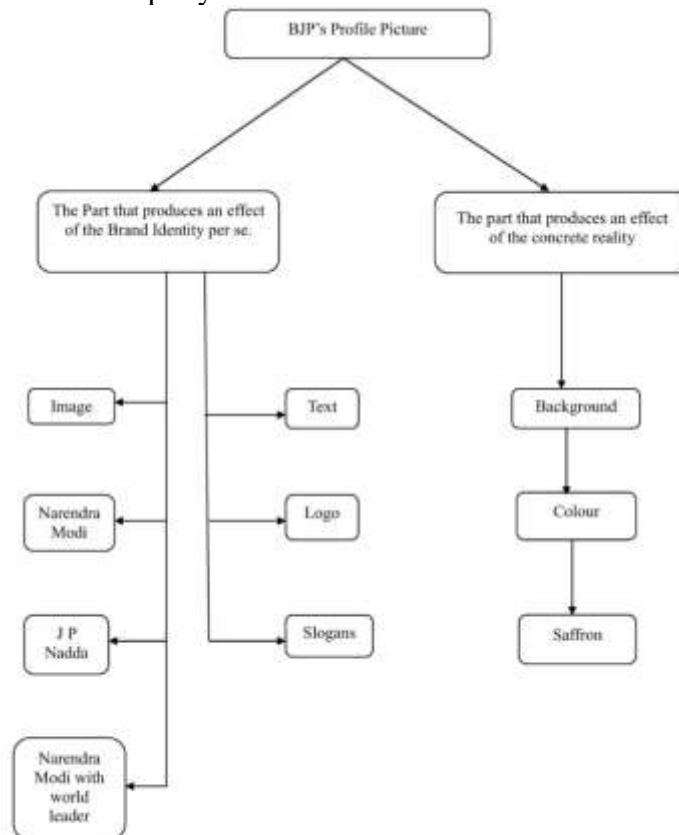 BJP's Profile Picture
The Part that produces an effect
of the Brand Identity per se.
The part that produces an effect
of the concrete reality
Image
Text
Background
Narendra
Modi
Logo
Colour
J P
Nadda
Slogans
Saffron
Narendra
Modi with
world
leader